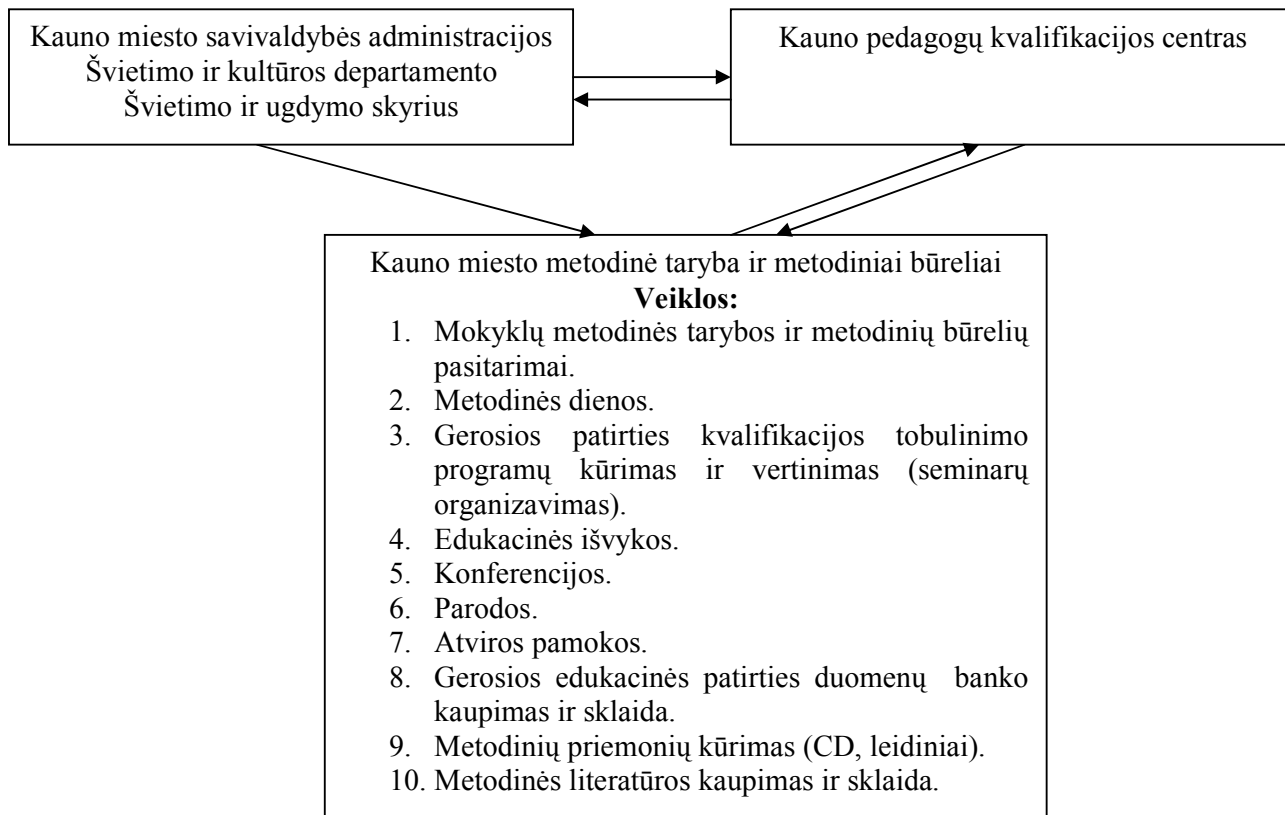 Kauno miesto savivaldybės administracijos
Švietimo ir kultūros departamento
Švietimo ir ugdymo skyrius
Kauno pedagogų kvalifikacijos centras
Kauno miesto metodinė taryba ir metodiniai būreliai
Veiklos:
1. Mokyklų metodinės tarybos ir metodinių būrelių
pasitarimai.
2. Metodinės dienos.
3. Gerosios patirties kvalifikacijos tobulinimo
programų kūrimas ir vertinimas (seminarų
organizavimas).
4. Edukacinės išvykos.
5. Konferencijos.
6. Parodos.
7. Atviros pamokos.
8. Gerosios edukacinės patirties duomenų banko
kaupimas ir sklaida.
9. Metodinių priemonių kūrimas (CD, leidiniai).
10. Metodinės literatūros kaupimas ir sklaida.